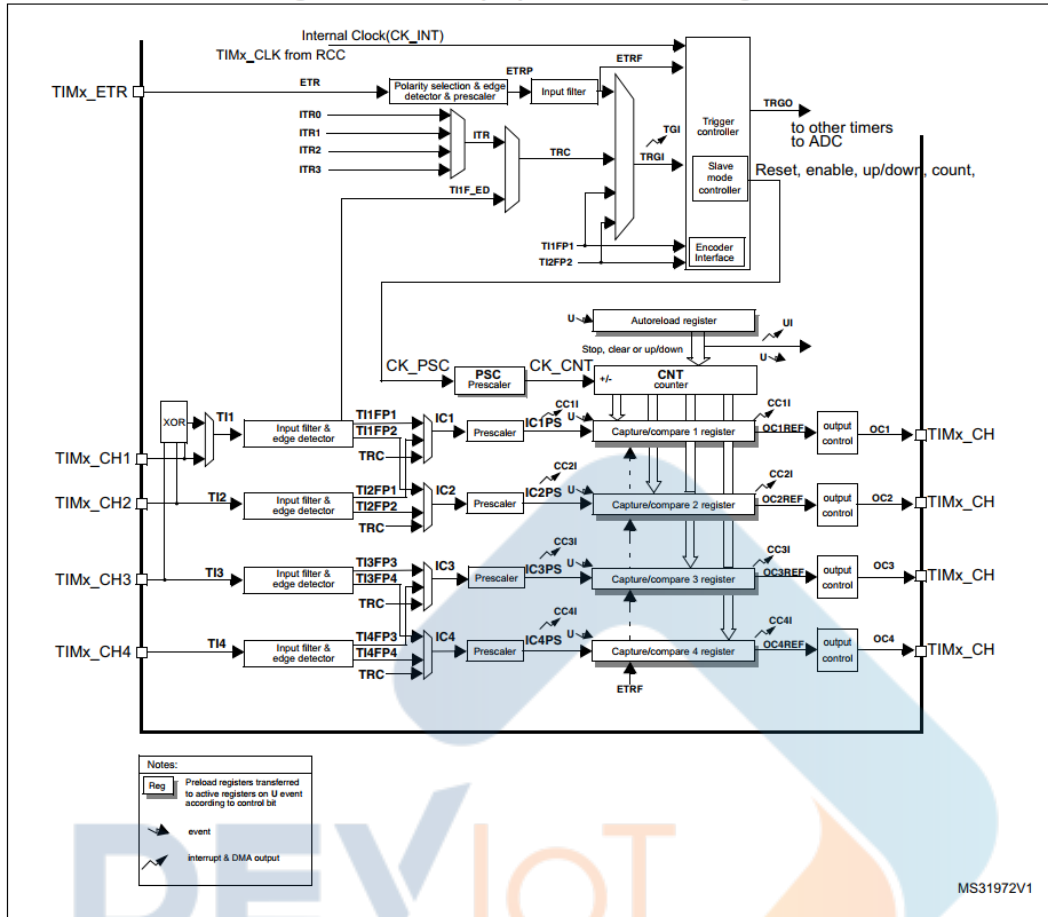 Internal Clock(CK_INT)
TIMx_CLK from RCC
ETRF
ETR
ETRP
TIMx_ETR
Polarity selection & edge
detector & prescaler
Input filter
ITR0
ITR1
ITR2
ITR3
ITR
TRC
TI1F_ED
TGI
TRGI
Trigger
controller
TRGO
to other timers
to ADC
Slave
mode
controller
Reset, enable, up/down, count,
TI1FP1
TI2FP2
Encoder
Interface
U
Autoreload register
UI
Stop, clear or up/down
U
CK_PSC
PSC
Prescaler
CK_CNT
+/-
CNT
counter
XOR
TI1
Input filter &
edge detector
TI1FP1
TI1FP2
TRC
IC1
Prescaler
CC1I
IC1PS
U
Capture/compare 1 register
CC1I
OC1REF
output
control
OC1
TIMx_CH
TIMx_CH1
TIMx_CH2
TI2
Input filter &
edge detector
TI2FP1
TI2FP2
TRC
IC2
Prescaler
CC2I
IC2PS
U
Capture/compare 2 register
CC2I
OC2REF
output
control
OC2
TIMx_CH
TIMx_CH3
TI3
Input filter &
edge detector
TI3FP3
TI3FP4
TRC
IC3
Prescaler
CC3I
IC3PS
U
Capture/compare 3 register
CC3I
OC3REF
output
control
OC3
TIMx_CH
TIMx_CH4
TI4
Input filter &
edge detector
TI4FP3
TI4FP4
TRC
IC4
Prescaler
CC4I
IC4PS
U
Capture/compare 4 register
CC4I
OC4REF
output
control
OC4
TIMx_CH
ETRF
Notes:
Reg
Preload registers transferred
to active registers on U event
according to control bit
event
interrupt & DMA output
DEVIoT
MS31972V1